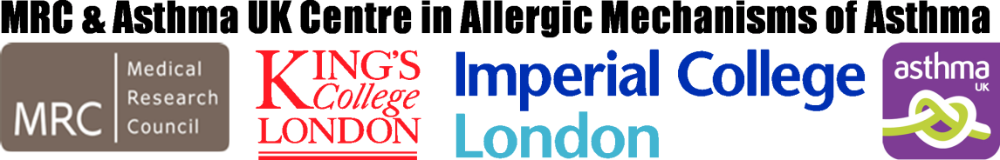 MRC & Asthma UK Centre in Allergic Mechanisms of Asthma
MRC
Medical
Research
Council
KING'S
College
LONDON
Imperial College
London
asthma
UK